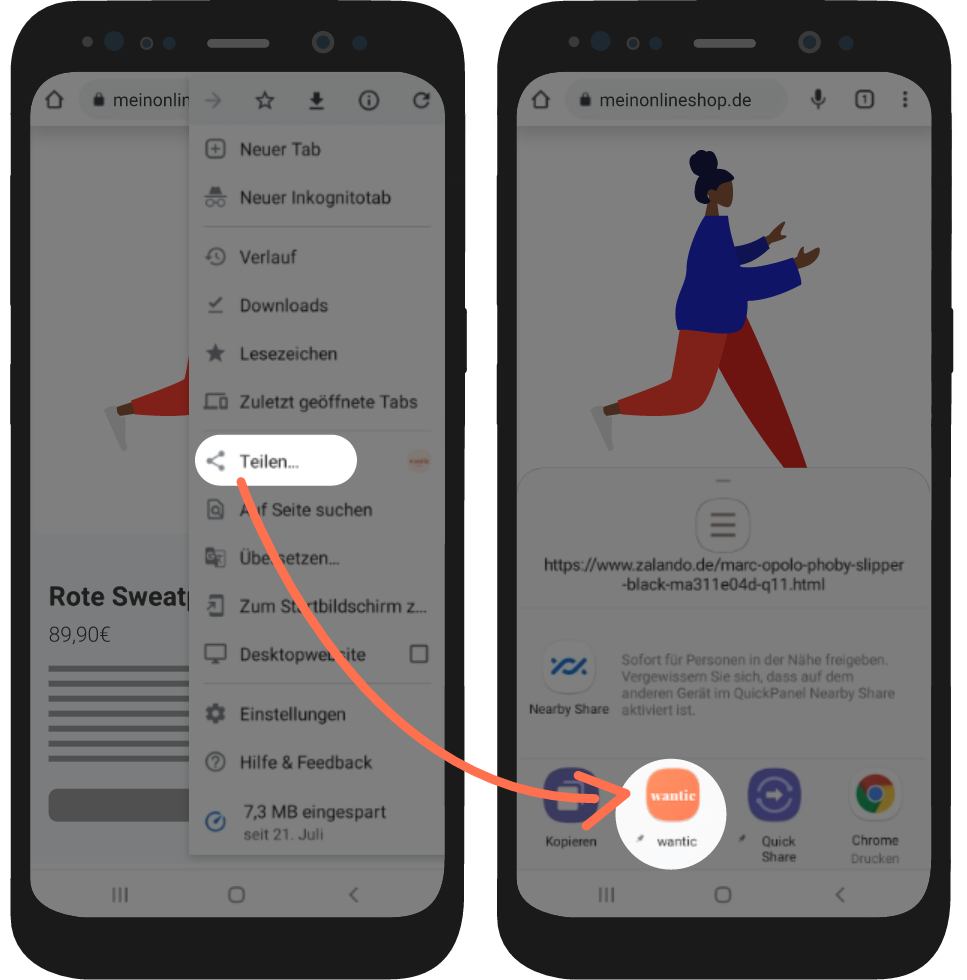 meinonlin
Neuer Tab
Neuer Inkognitotab
Verlauf
Downloads
Lesezeichen
Zuletzt geöffnete Tabs
Teilen...
wantic
Auf Seite suchen
Übersetzen...
Zum Startbildschirm z...
Desktopwebsite
Einstellungen
Hilfe & Feedback
7,3 MB eingespart
seit 21. Juli
Rote Sweatp
89,90€
meinonlineshop.de
1
https://www.zalando.de/marc-opolo-phoby-slipper
-black-ma311e04d-q11.html
Nearby Share
Sofort für Personen in der Nähe freigeben.
Vergewissern Sie sich, dass auf dem
anderen Gerät im QuickPanel Nearby Share
aktiviert ist.
Kopieren
wantic
wantic
Quick
Share
Chrome
Drucken